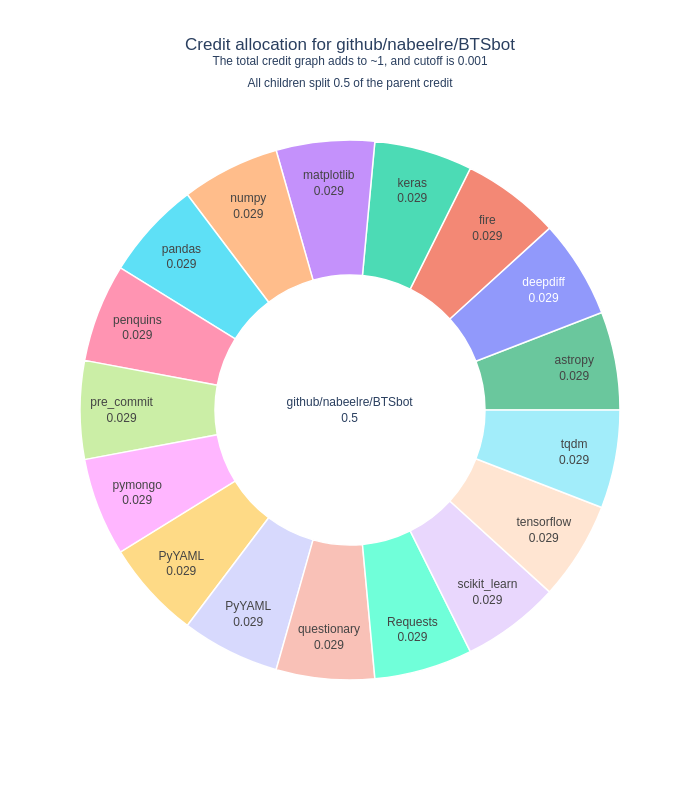 Credit allocation for github/nabeelre/BTSbot
The total credit graph adds to ~1, and cutoff is 0.001
All children split 0.5 of the parent credit
matplotlib
0.029
keras
0.029
fire
0.029
deepdiff
0.029
astropy
0.029
tqdm
0.029
tensorflow
0.029
scikit_learn
0.029
Requests
0.029
questionary
0.029
PyYAML
0.029
PyYAML
0.029
pymongo
0.029
pre_commit
0.029
penquins
0.029
pandas
0.029
numpy
0.029
github/nabeelre/BTSbot
0.5